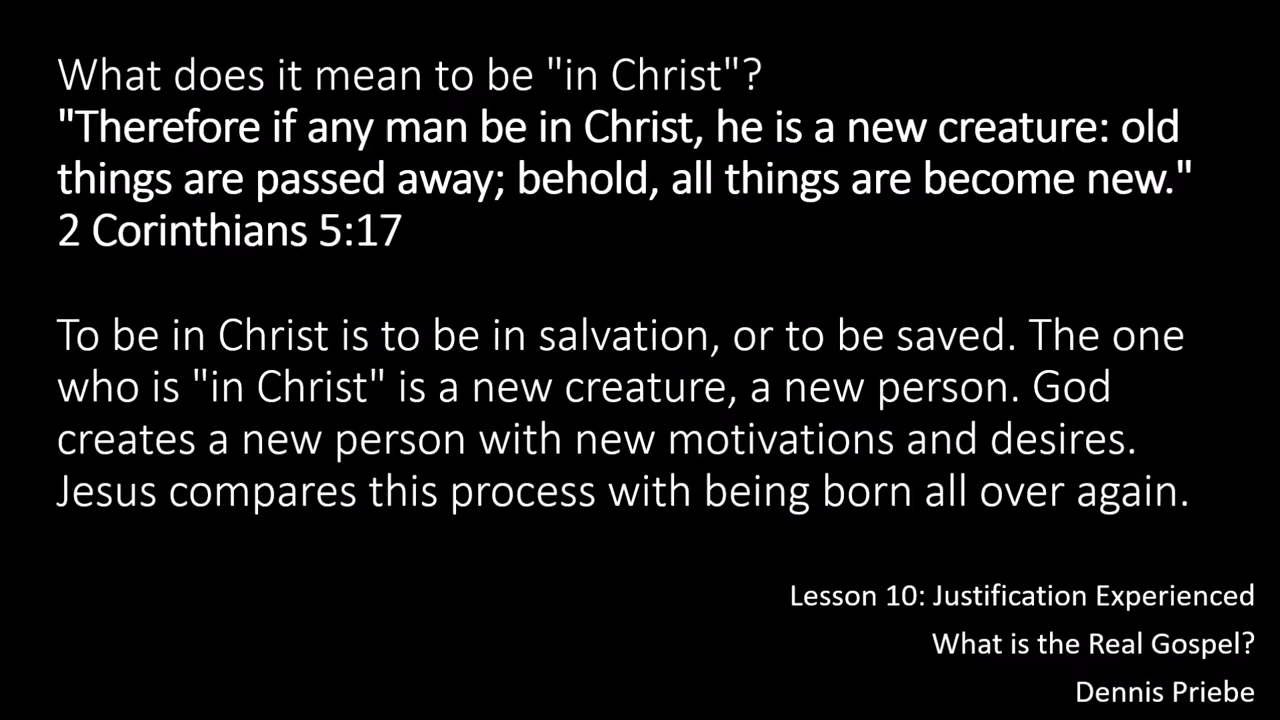 What does it mean to be "in Christ"?
"Therefore if any man be in Christ, he is a new creature: old
things are passed away; behold, all things are become new."
2 Corinthians 5:17
To be in Christ is to be in salvation, or to be saved. The one
who is "in Christ" is a new creature, a new person. God
creates a new person with new motivations and desires.
Jesus compares this process with being born all over again.
Lesson 10: Justification Experienced
What is the Real Gospel?
Dennis Priebe